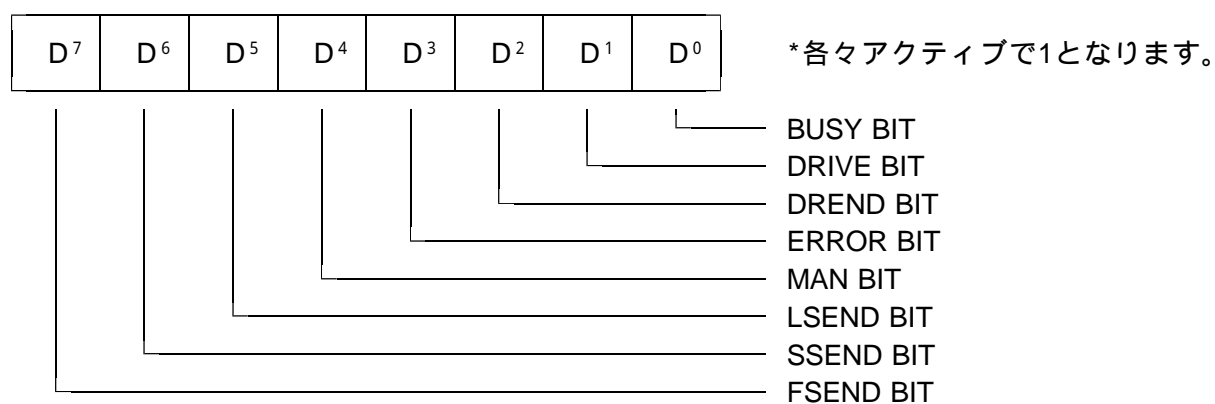 D7 D6 D5 D4 D3 D2 D1 D0 *各々アクティブで1となります。
BUSY BIT
DRIVE BIT
DREND BIT
ERROR BIT
MAN BIT
LSEND BIT
SSEND BIT
FSEND BIT